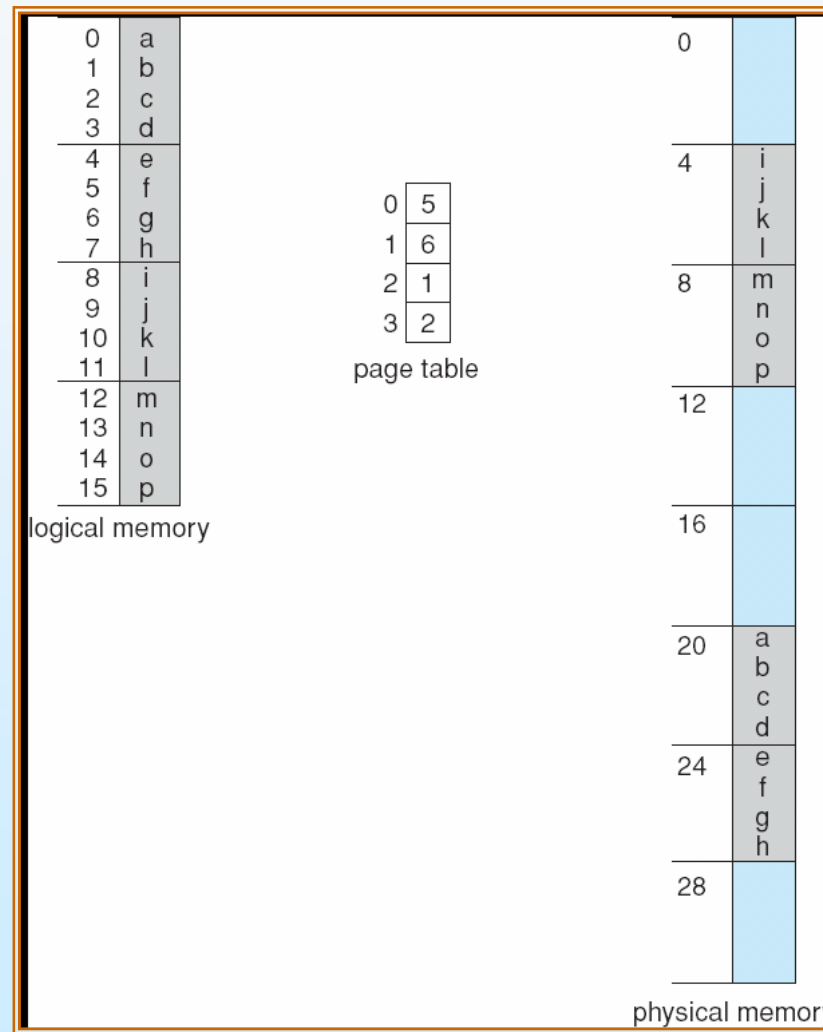 0 a
1 b
2 c
3 d
4 e
5 f
6 g
7 h
8 i
9 j
10 k
11 l
12 m
13 n
14 o
15 p
logical memory
0 5
1 6
2 1
3 2
page table
0
4 i
j
k
l
8 m
n
o
p
12
16
20 a
b
c
d
24 e
f
g
h
28
physical memor